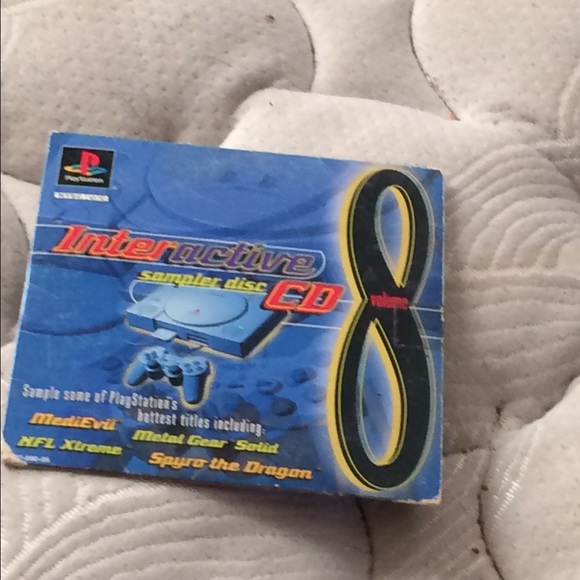 PlayStation
Interactive
sampler disc
CD
8
volume
Sample some of PlayStation's
hottest titles including:
MediEvil
Metal Gear Solid
NFL Xtreme
Spyro the Dragon